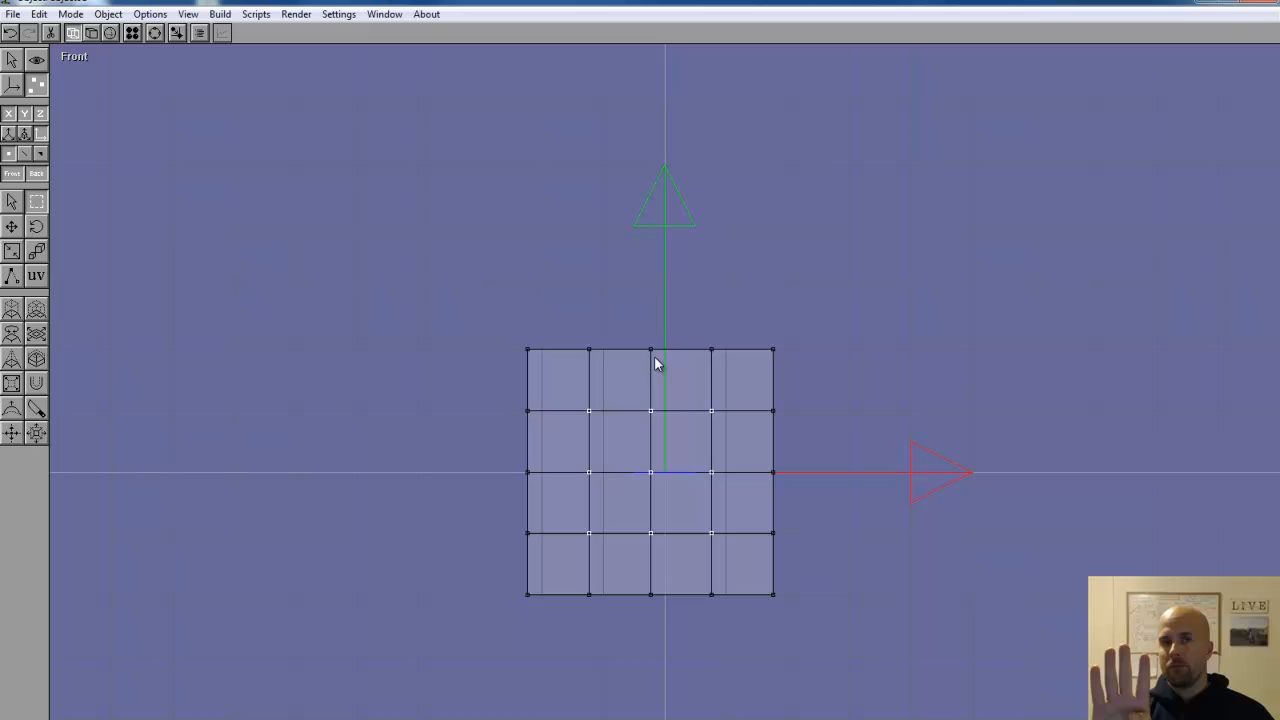 File Edit Mode Object Options View Build Scripts Render Settings Window About
Front
X Y Z
Front Back
uv
LIVE